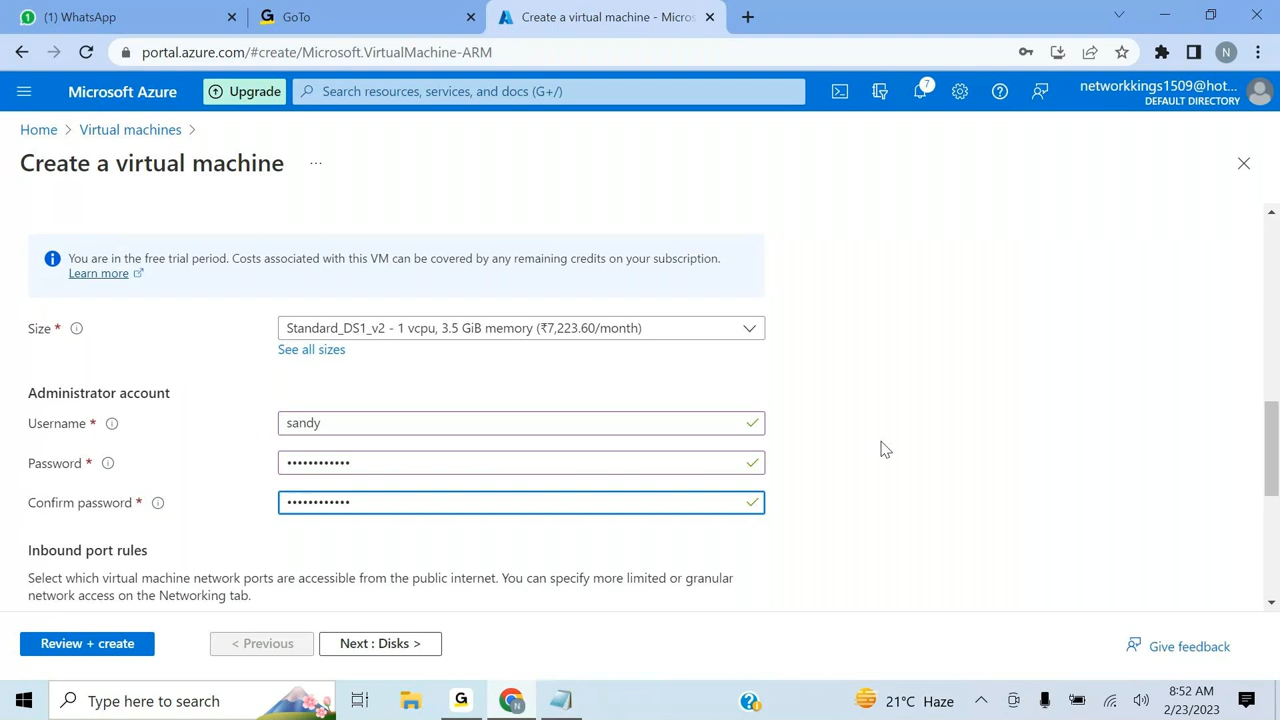 (1) WhatsApp
GoTo
Create a virtual machine - Micros
portal.azure.com/#create/Microsoft.VirtualMachine-ARM
N
Microsoft Azure
Upgrade
Search resources, services, and docs (G+/)
7
networkkings1509@hot...
DEFAULT DIRECTORY
Home > Virtual machines >
Create a virtual machine ...
You are in the free trial period. Costs associated with this VM can be covered by any remaining credits on your subscription.
Learn more
Size *
Standard_DS1_v2 - 1 vcpu, 3.5 GiB memory (₹7,223.60/month)
See all sizes
Administrator account
Username *
sandy
Password *
••••••••••••
Confirm password *
••••••••••••
Inbound port rules
Select which virtual machine network ports are accessible from the public internet. You can specify more limited or granular
network access on the Networking tab.
Review + create
< Previous
Next : Disks >
Give feedback
Type here to search
21°C Haze
8:52 AM
2/23/2023